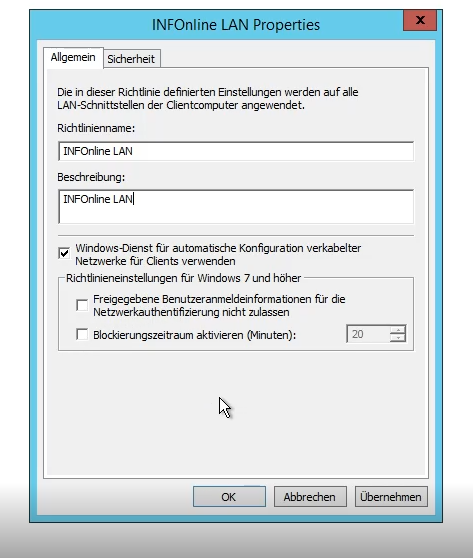 INFOnline LAN Properties
x
Allgemein
Sicherheit
Die in dieser Richtlinie definierten Einstellungen werden auf alle
LAN-Schnittstellen der Clientcomputer angewendet.
Richtlinienname:
INFOnline LAN
Beschreibung:
INFOnline LAN
Windows-Dienst für automatische Konfiguration verkabelter
Netzwerke für Clients verwenden
Richtlinieneinstellungen für Windows 7 und höher
Freigegebene Benutzeranmeldeinformationen für die
Netzwerkauthentifizierung nicht zulassen
Blockierungszeitraum aktivieren (Minuten):
20
OK
Abbrechen
Übernehmen